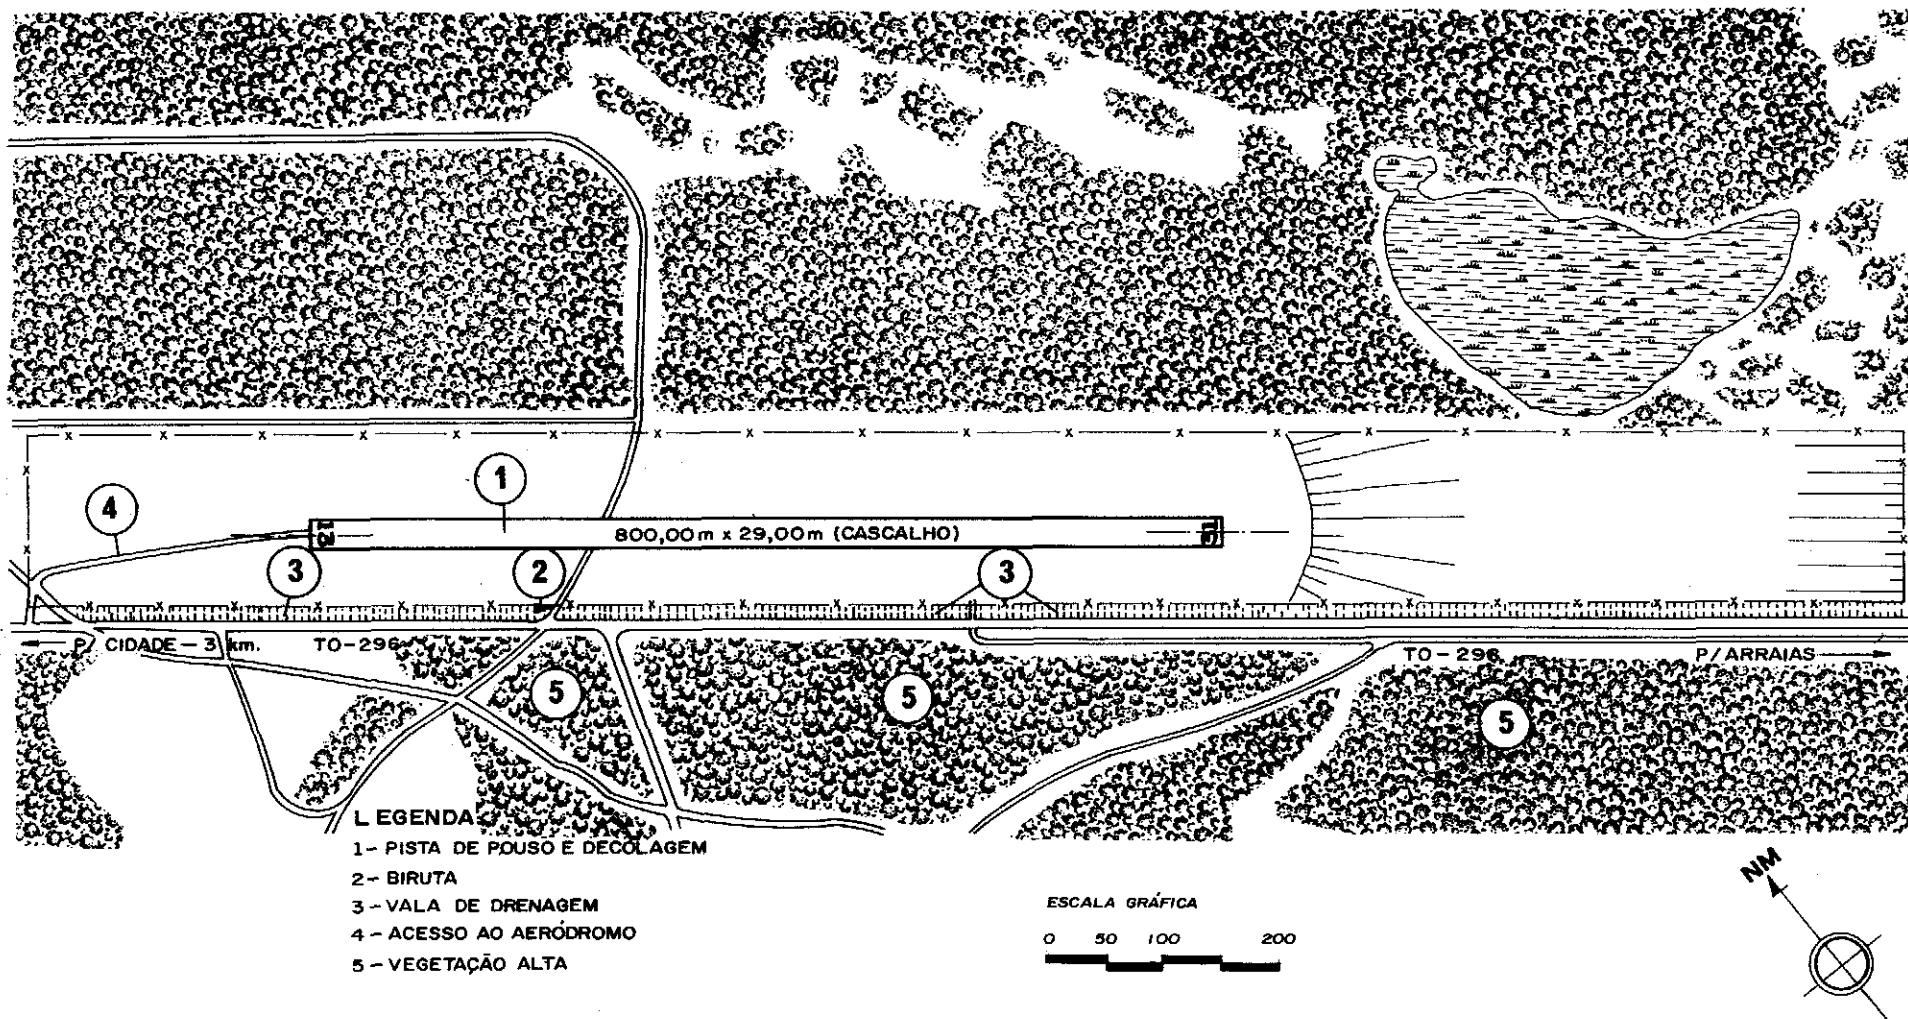 4
1
13
800,00m x 29,00m (CASCALHO)
31
3
2
3
P/ CIDADE – 3 km.
TO-296
TO - 296
P/ ARRAIAS
5
5
5
LEGENDA
1- PISTA DE POUSO E DECOLAGEM
2- BIRUTA
3 - VALA DE DRENAGEM
4 - ACESSO AO AERÓDROMO
5 - VEGETAÇÃO ALTA
ESCALA GRÁFICA
0 50 100 200
NM